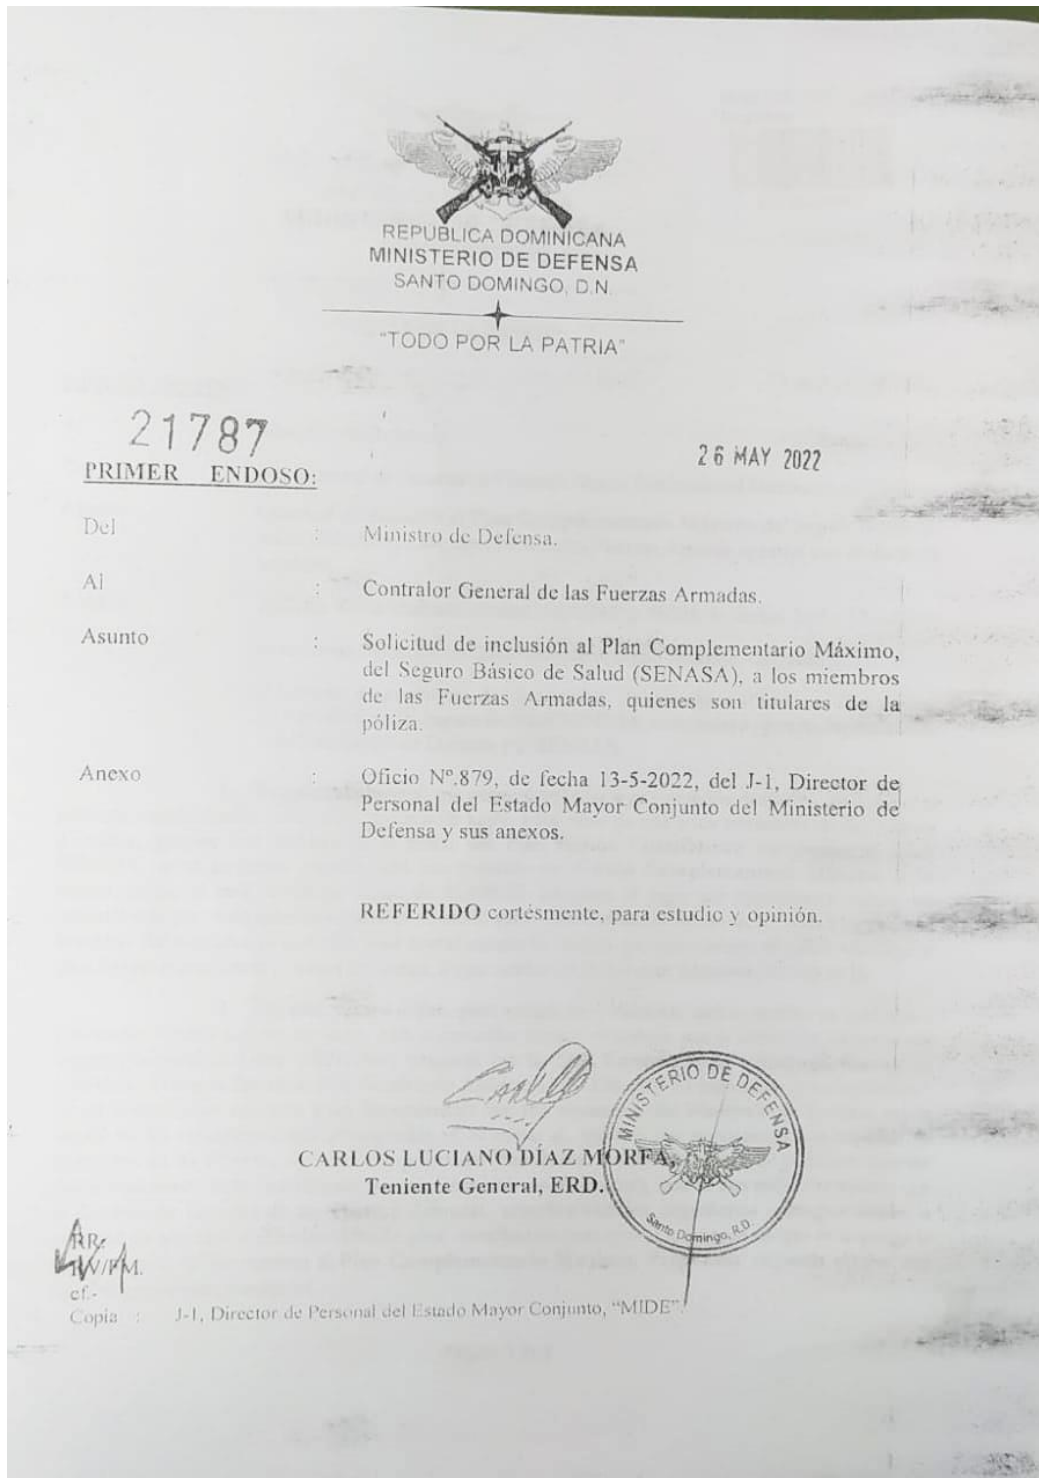 REPUBLICA DOMINICANA
MINISTERIO DE DEFENSA
SANTO DOMINGO, D.N.
"TODO POR LA PATRIA"
21787
26 MAY 2022
PRIMER ENDOSO:
Del : Ministro de Defensa.
Al : Contralor General de las Fuerzas Armadas.
Asunto : Solicitud de inclusión al Plan Complementario Máximo,
del Seguro Básico de Salud (SENASA), a los miembros
de las Fuerzas Armadas, quienes son titulares de la
póliza.
Anexo : Oficio Nº.879, de fecha 13-5-2022, del J-1, Director de
Personal del Estado Mayor Conjunto del Ministerio de
Defensa y sus anexos.
REFERIDO cortésmente, para estudio y opinión.
MINISTERIO DE DEFENSA
CARLOS LUCIANO DÍAZ MORFA,
Teniente General, ERD.
Santo Domingo, R.D.
RR.
cf.-
Copia : J-1, Director de Personal del Estado Mayor Conjunto, "MIDE".